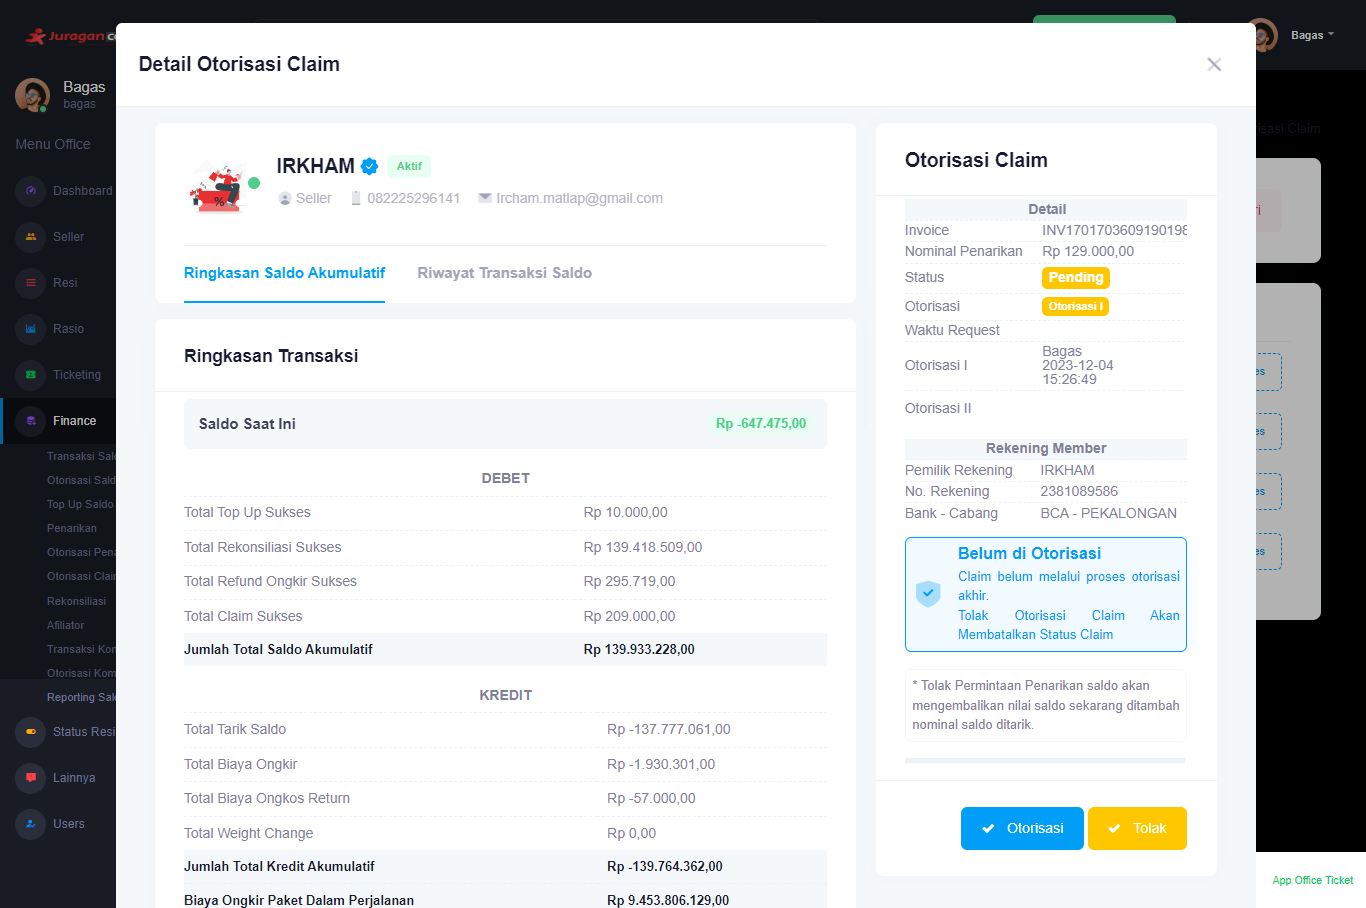 Juragan
Bagas
Bagas
bagas
Menu Office
Dashboard
Seller
Resi
Rasio
Ticketing
Finance
Transaksi Sal
Otorisasi Sald
Top Up Saldo
Penarikan
Otorisasi Pena
Otorisasi Clai
Rekonsiliasi
Afiliator
Transaksi Kom
Otorisasi Kom
Reporting Sal
Status Resi
Lainnya
Users
Detail Otorisasi Claim
IRKHAM
Aktif
Seller 082225296141 Ircham.matlap@gmail.com
Ringkasan Saldo Akumulatif Riwayat Transaksi Saldo
Ringkasan Transaksi
Saldo Saat Ini Rp -647.475,00
DEBET
Total Top Up Sukses Rp 10.000,00
Total Rekonsiliasi Sukses Rp 139.418.509,00
Total Refund Ongkir Sukses Rp 295.719,00
Total Claim Sukses Rp 209.000,00
Jumlah Total Saldo Akumulatif Rp 139.933.228,00
KREDIT
Total Tarik Saldo Rp -137.777.061,00
Total Biaya Ongkir Rp -1.930.301,00
Total Biaya Ongkos Return Rp -57.000,00
Total Weight Change Rp 0,00
Jumlah Total Kredit Akumulatif Rp -139.764.362,00
Biaya Ongkir Paket Dalam Perjalanan Rp 9.453.806.129,00
Otorisasi Claim
Detail
Invoice INV1701703609190198
Nominal Penarikan Rp 129.000,00
Status Pending
Otorisasi Otorisasi I
Waktu Request
Otorisasi I Bagas
2023-12-04
15:26:49
Otorisasi II
Rekening Member
Pemilik Rekening IRKHAM
No. Rekening 2381089586
Bank - Cabang BCA - PEKALONGAN
Belum di Otorisasi
Claim belum melalui proses otorisasi
akhir.
Tolak Otorisasi Claim Akan
Membatalkan Status Claim
* Tolak Permintaan Penarikan saldo akan
mengembalikan nilai saldo sekarang ditambah
nominal saldo ditarik.
Otorisasi Tolak
isasi Claim
es
es
es
es
App Office Ticket